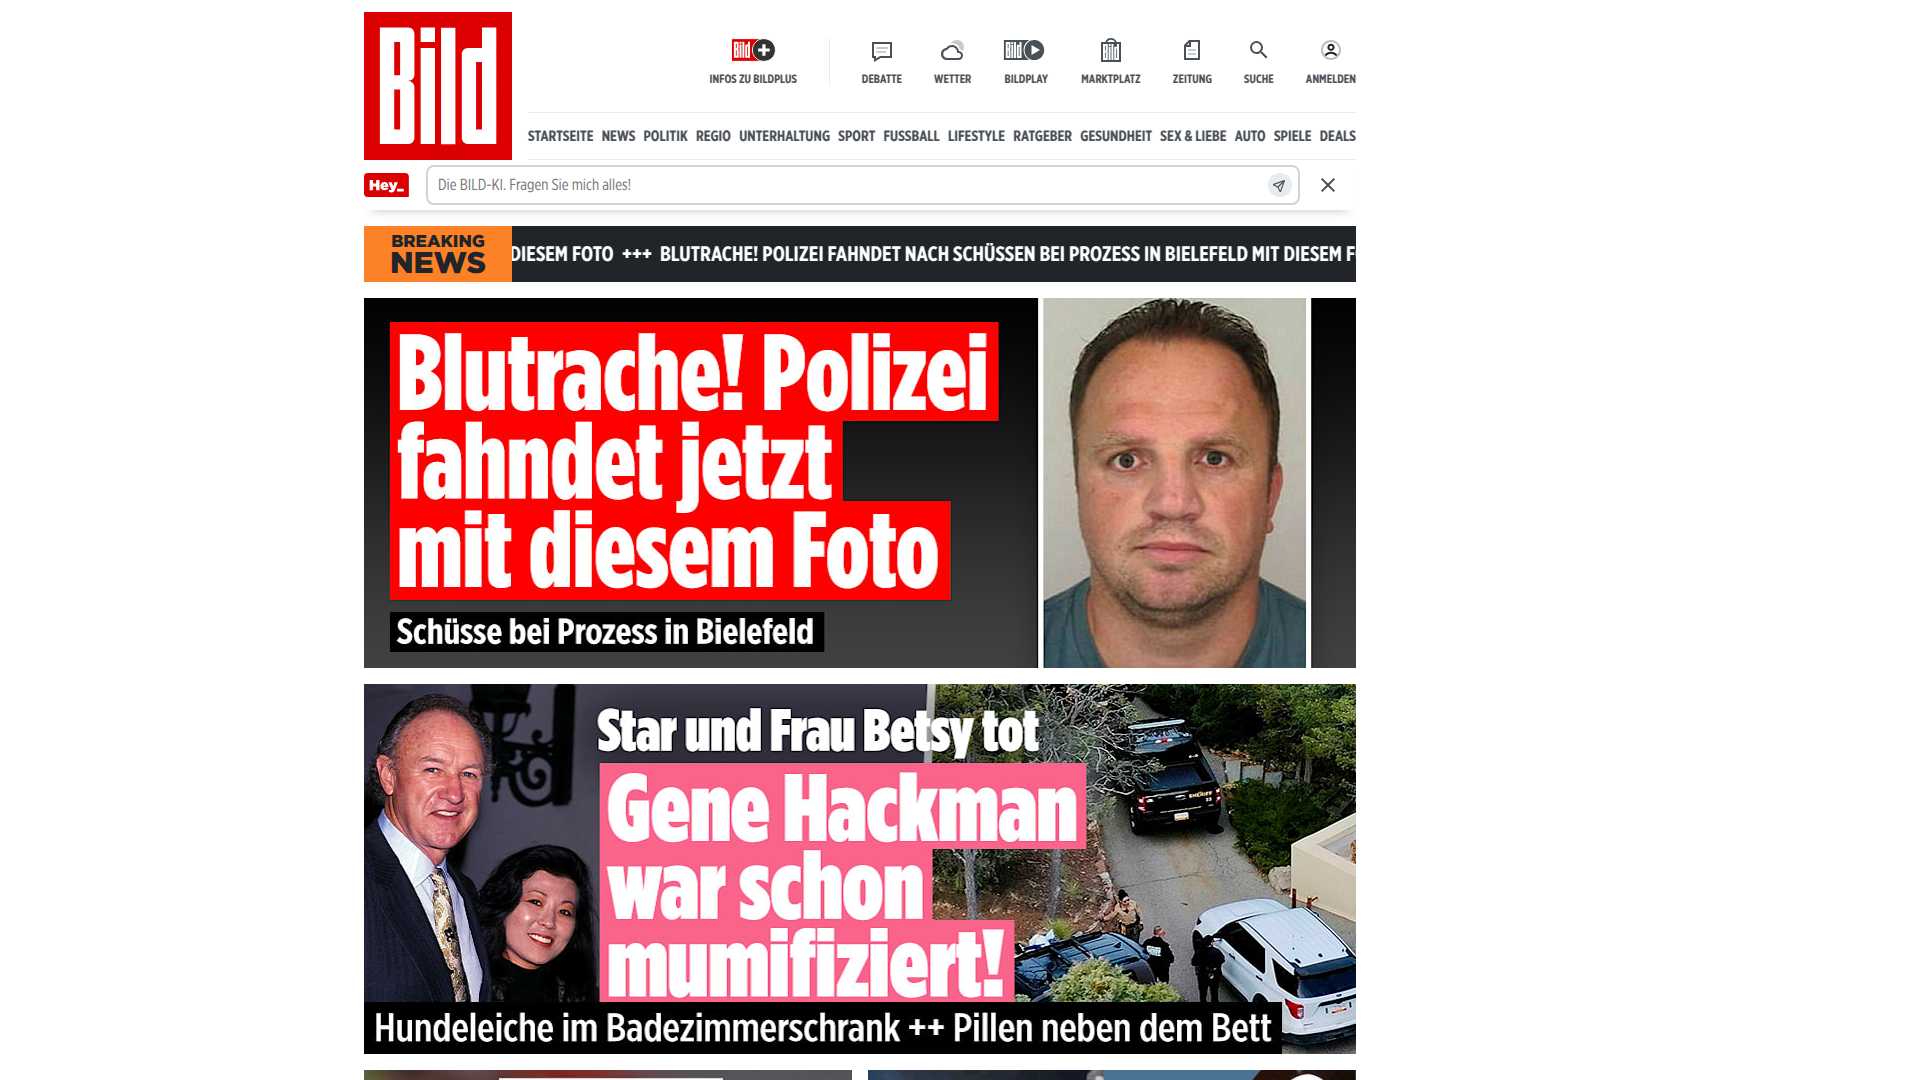 Bild
Bild+
INFOS ZU BILDPLUS
DEBATTE
WETTER
Bild
BILDPLAY
Bild
MARKTPLATZ
ZEITUNG
SUCHE
ANMELDEN
STARTSEITE NEWS POLITIK REGIO UNTERHALTUNG SPORT FUSSBALL LIFESTYLE RATGEBER GESUNDHEIT SEX & LIEBE AUTO SPIELE DEALS
Hey_
Die BILD-KI. Fragen Sie mich alles!
BREAKING
NEWS
DIESEM FOTO +++ BLUTRACHE! POLIZEI FAHNDET NACH SCHÜSSEN BEI PROZESS IN BIELEFELD MIT DIESEM F
Blutrache! Polizei
fahndet jetzt
mit diesem Foto
Schüsse bei Prozess in Bielefeld
Star und Frau Betsy tot
Gene Hackman
war schon
mumifiziert!
SHERIFF
Hundeleiche im Badezimmerschrank ++ Pillen neben dem Bett